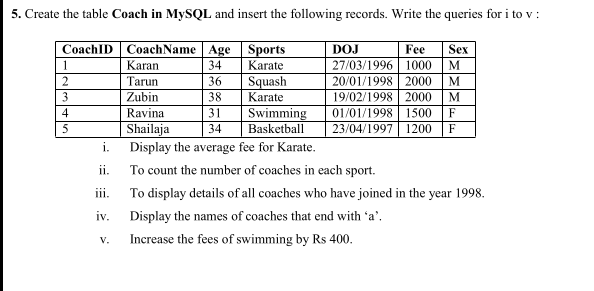 5. Create the table Coach in MySQL and insert the following records. Write the queries for i to v :
CoachID CoachName Age Sports DOJ Fee Sex
1 Karan 34 Karate 27/03/1996 1000 M
2 Tarun 36 Squash 20/01/1998 2000 M
3 Zubin 38 Karate 19/02/1998 2000 M
4 Ravina 31 Swimming 01/01/1998 1500 F
5 Shailaja 34 Basketball 23/04/1997 1200 F
i. Display the average fee for Karate.
ii. To count the number of coaches in each sport.
iii. To display details of all coaches who have joined in the year 1998.
iv. Display the names of coaches that end with ‘a’.
v. Increase the fees of swimming by Rs 400.